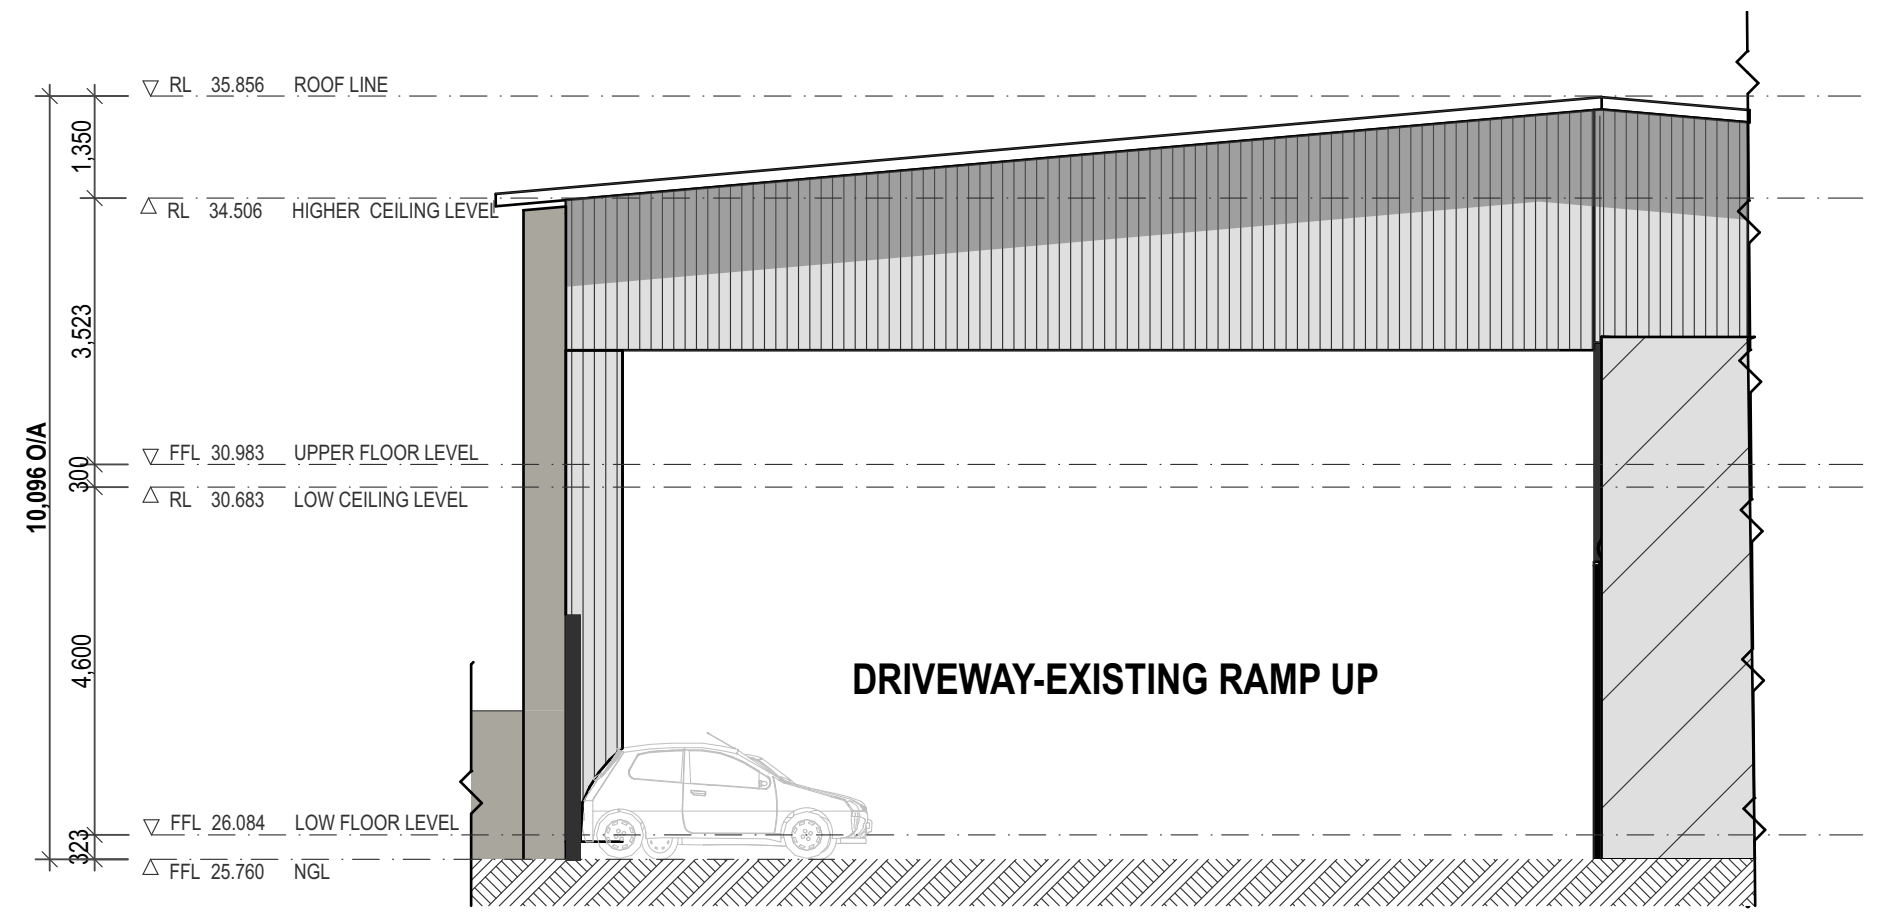 RL 35.856 ROOF LINE
1,350
RL 34.506 HIGHER CEILING LEVEL
3,523
10,096 O/A
FFL 30.983 UPPER FLOOR LEVEL
300
RL 30.683 LOW CEILING LEVEL
4,600
DRIVEWAY-EXISTING RAMP UP
FFL 26.084 LOW FLOOR LEVEL
323
FFL 25.760 NGL